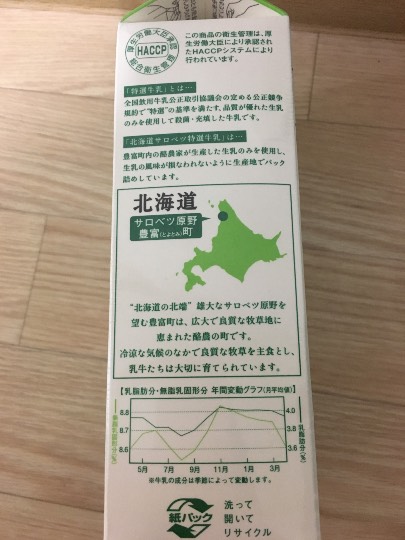 厚生労働大臣承認
HACCP
総合衛生管理
この商品の衛生管理は、厚
生労働大臣により承認された
HACCPシステムにより
行われています。
「特選牛乳」とは…
全国飲用牛乳公正取引協議会の定める公正競争
規約で“特選”の基準を満たす、品質が優れた生乳
のみを使用して殺菌・充填した牛乳です。
「北海道サロベツ特選牛乳」は…
豊富町内の酪農家が生産した生乳のみを使用し、
生乳の風味が損なわれないように生産地でパック
詰めしています。
北海道
サロベツ原野
豊富(とよとみ)町
“北海道の北端” 雄大なサロベツ原野を
望む豊富町は、広大で良質な牧草地に
恵まれた酪農の町です。
冷涼な気候のなかで良質な牧草を主食とし、
乳牛たちは大切に育てられています。
【乳脂肪分・無脂乳固形分 年間変動グラフ(月平均値)】
無脂乳固形分(%)
8.8
8.7
8.6
4.0
3.8
3.6
乳脂肪分(%)
5月 7月 9月 11月 1月 3月
※牛乳の成分は季節によって変動します。
紙パック
洗って
開いて
リサイクル